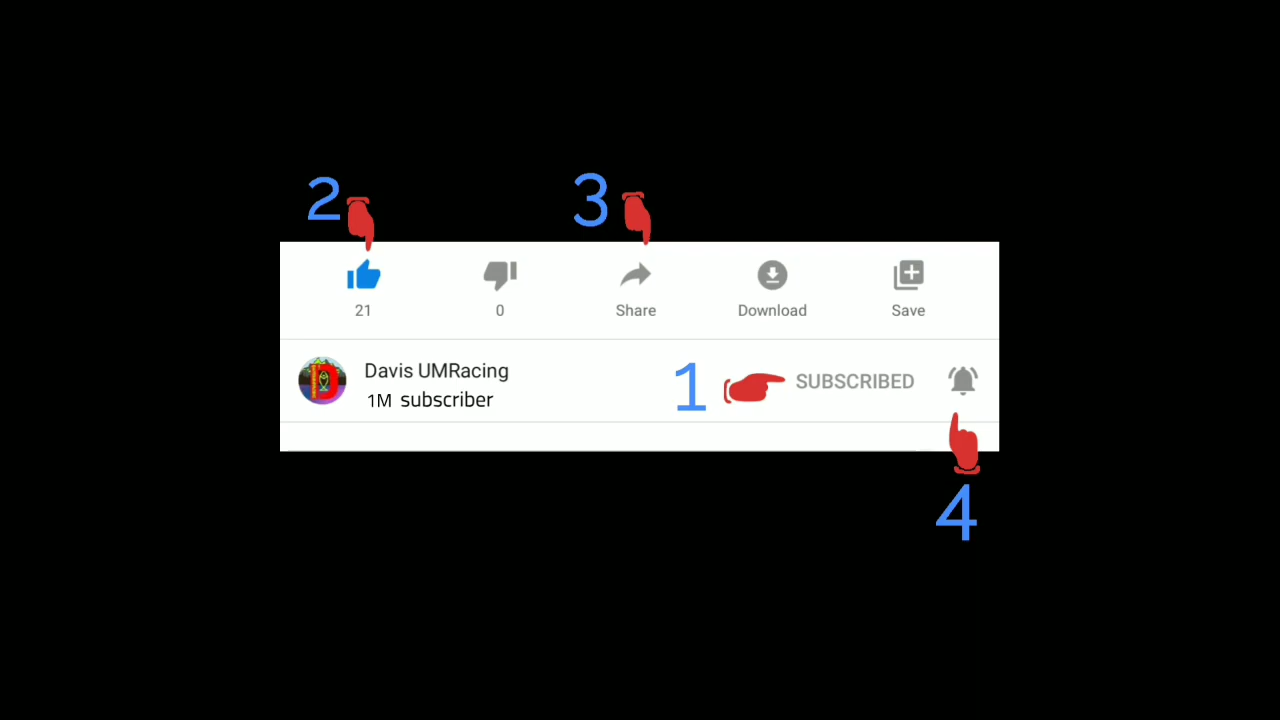 2 3
21 0 Share Download Save
Davis UMRacing
1 SUBSCRIBED
1M subscriber
4